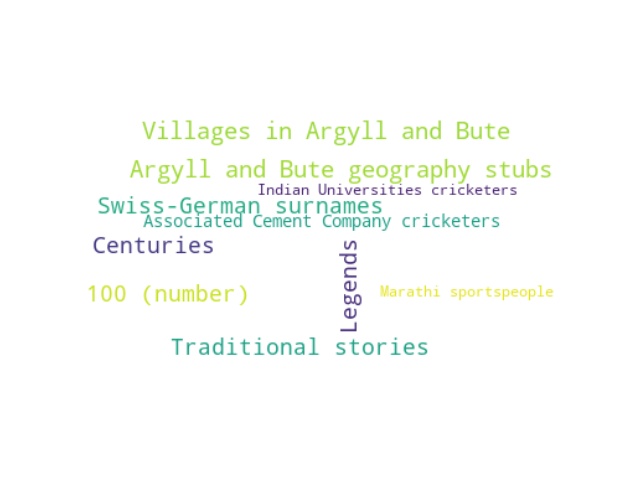 Villages in Argyll and Bute
Argyll and Bute geography stubs
Indian Universities cricketers
Swiss-German surnames
Associated Cement Company cricketers
Centuries
Legends
100 (number)
Marathi sportspeople
Traditional stories